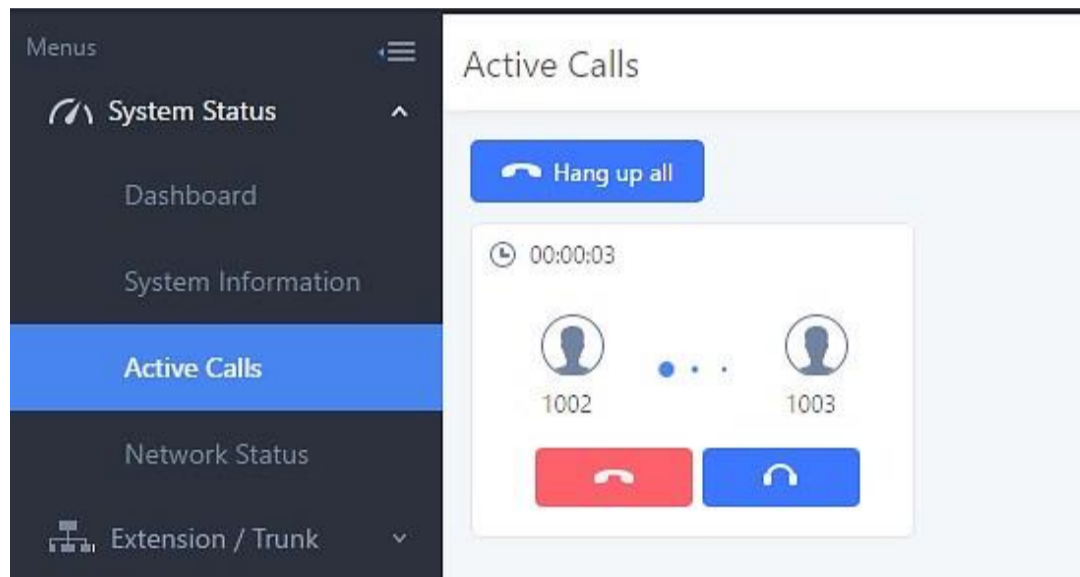 Menus
System Status
Dashboard
System Information
Active Calls
Network Status
Extension / Trunk
Active Calls
Hang up all
00:00:03
1002 1003